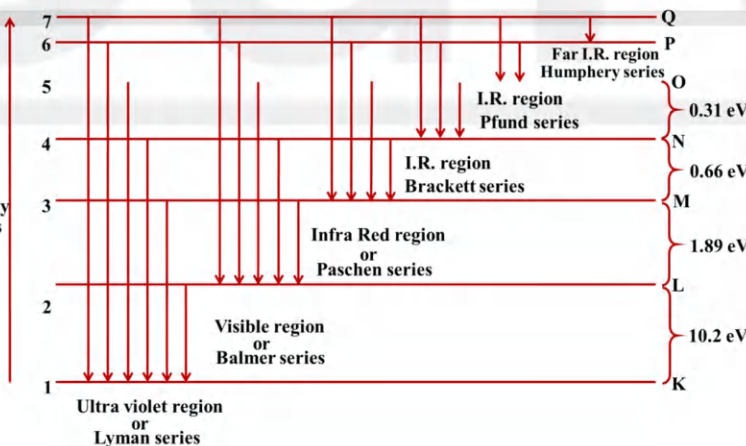 7 Q
6 P
Far I.R. region
Humphery series
5 O
I.R. region
Pfund series
0.31 eV
4 N
I.R. region
Brackett series
0.66 eV
3 M
Infra Red region
or
Paschen series
1.89 eV
L
2
Visible region
or
Balmer series
10.2 eV
1 K
Ultra violet region
or
Lyman series